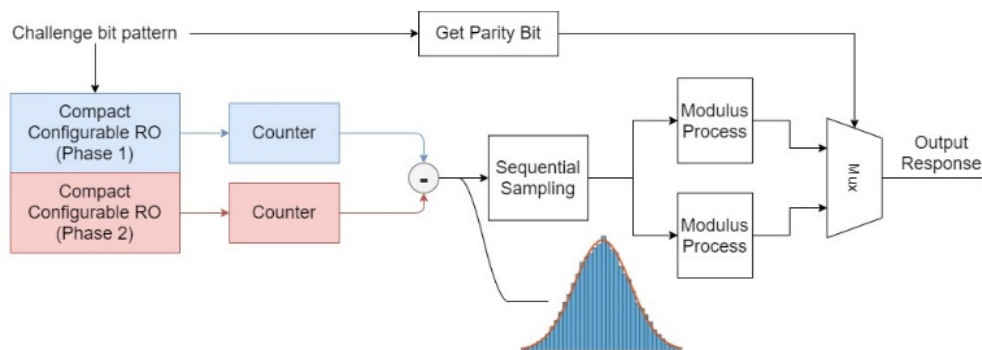 Challenge bit pattern
Get Parity Bit
Compact
Configurable RO
(Phase 1)
Counter
Compact
Configurable RO
(Phase 2)
Counter
-
Sequential
Sampling
Modulus
Process
Modulus
Process
Mux
Output
Response